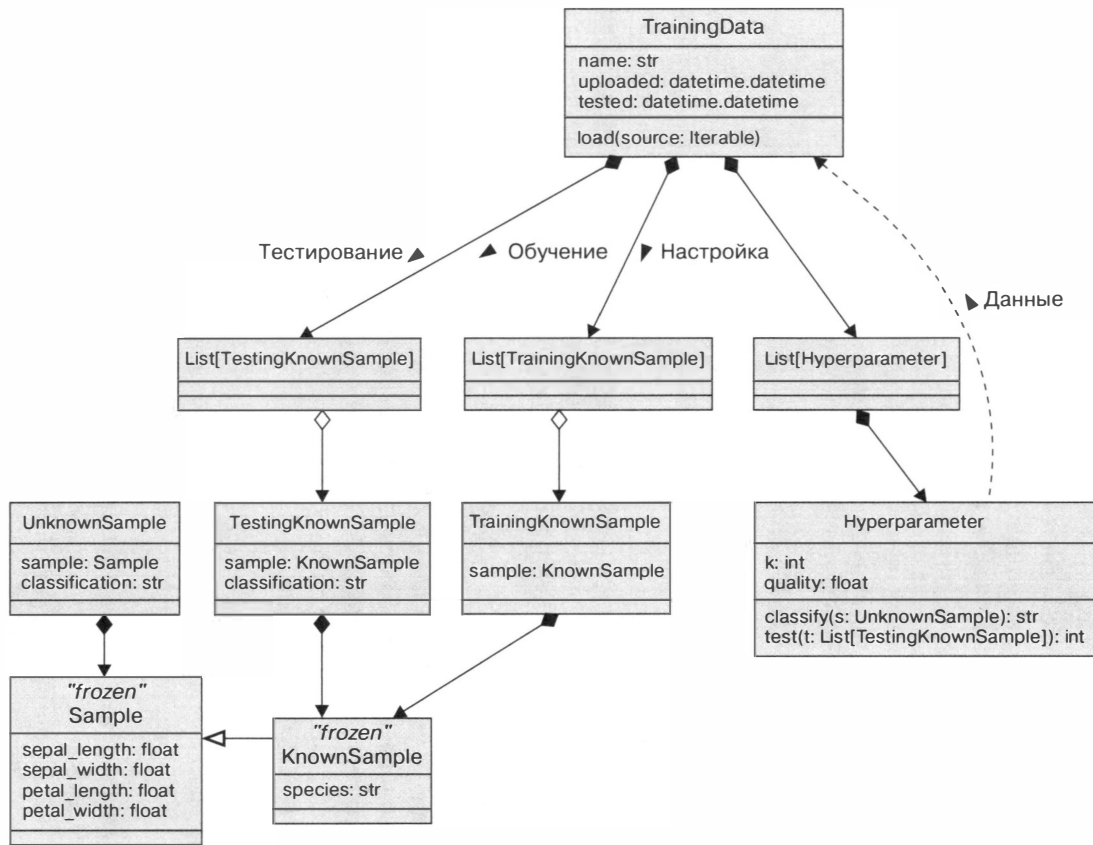 TrainingData
name: str
uploaded: datetime.datetime
tested: datetime.datetime
load(source: Iterable)
Тестирование
Обучение
Настройка
Данные
List[TestingKnownSample]
List[TrainingKnownSample]
List[Hyperparameter]
UnknownSample
sample: Sample
classification: str
TestingKnownSample
sample: KnownSample
classification: str
TrainingKnownSample
sample: KnownSample
Hyperparameter
k: int
quality: float
classify(s: UnknownSample): str
test(t: List[TestingKnownSample]): int
"frozen"
Sample
sepal_length: float
sepal_width: float
petal_length: float
petal_width: float
"frozen"
KnownSample
species: str